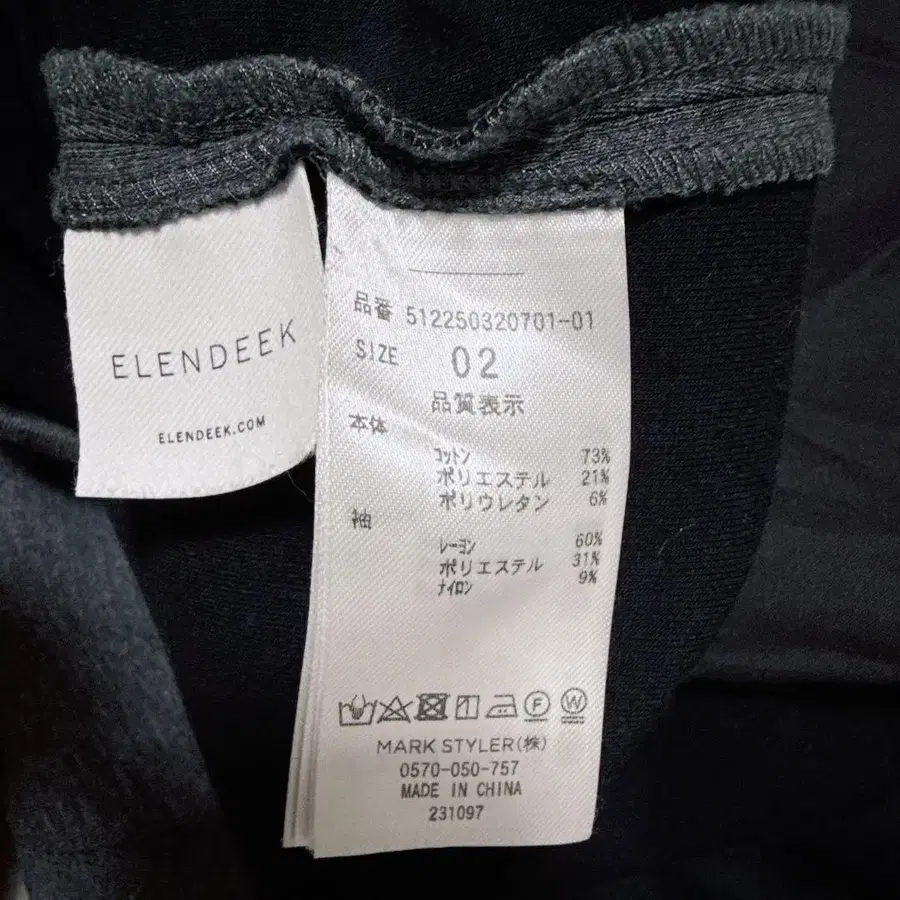 ELENDEEK
ELENDEEK.COM
品番 512250320701-01
SIZE 02
品質表示
本体
コットン 73%
ポリエステル 21%
ポリウレタン 6%
袖
レーヨン 60%
ポリエステル 31%
ナイロン 9%
F W
MARK STYLER(株)
0570-050-757
MADE IN CHINA
231097